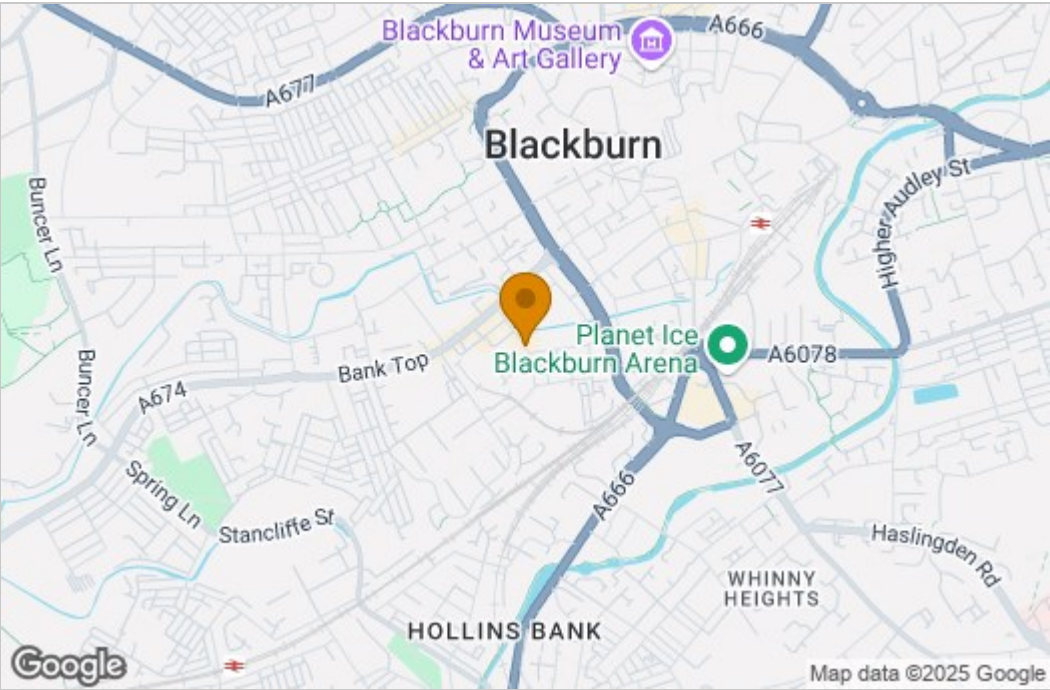 Blackburn Museum
& Art Gallery
A666
A677
Blackburn
Buncer Ln
Higher Audley St
Planet Ice
Blackburn Arena
A6078
Bank Top
A674
Buncer Ln
Spring Ln
Stancliffe St
A666
A6077
Haslingden Rd
WHINNY
HEIGHTS
HOLLINS BANK
Google
Map data ©2025 Google